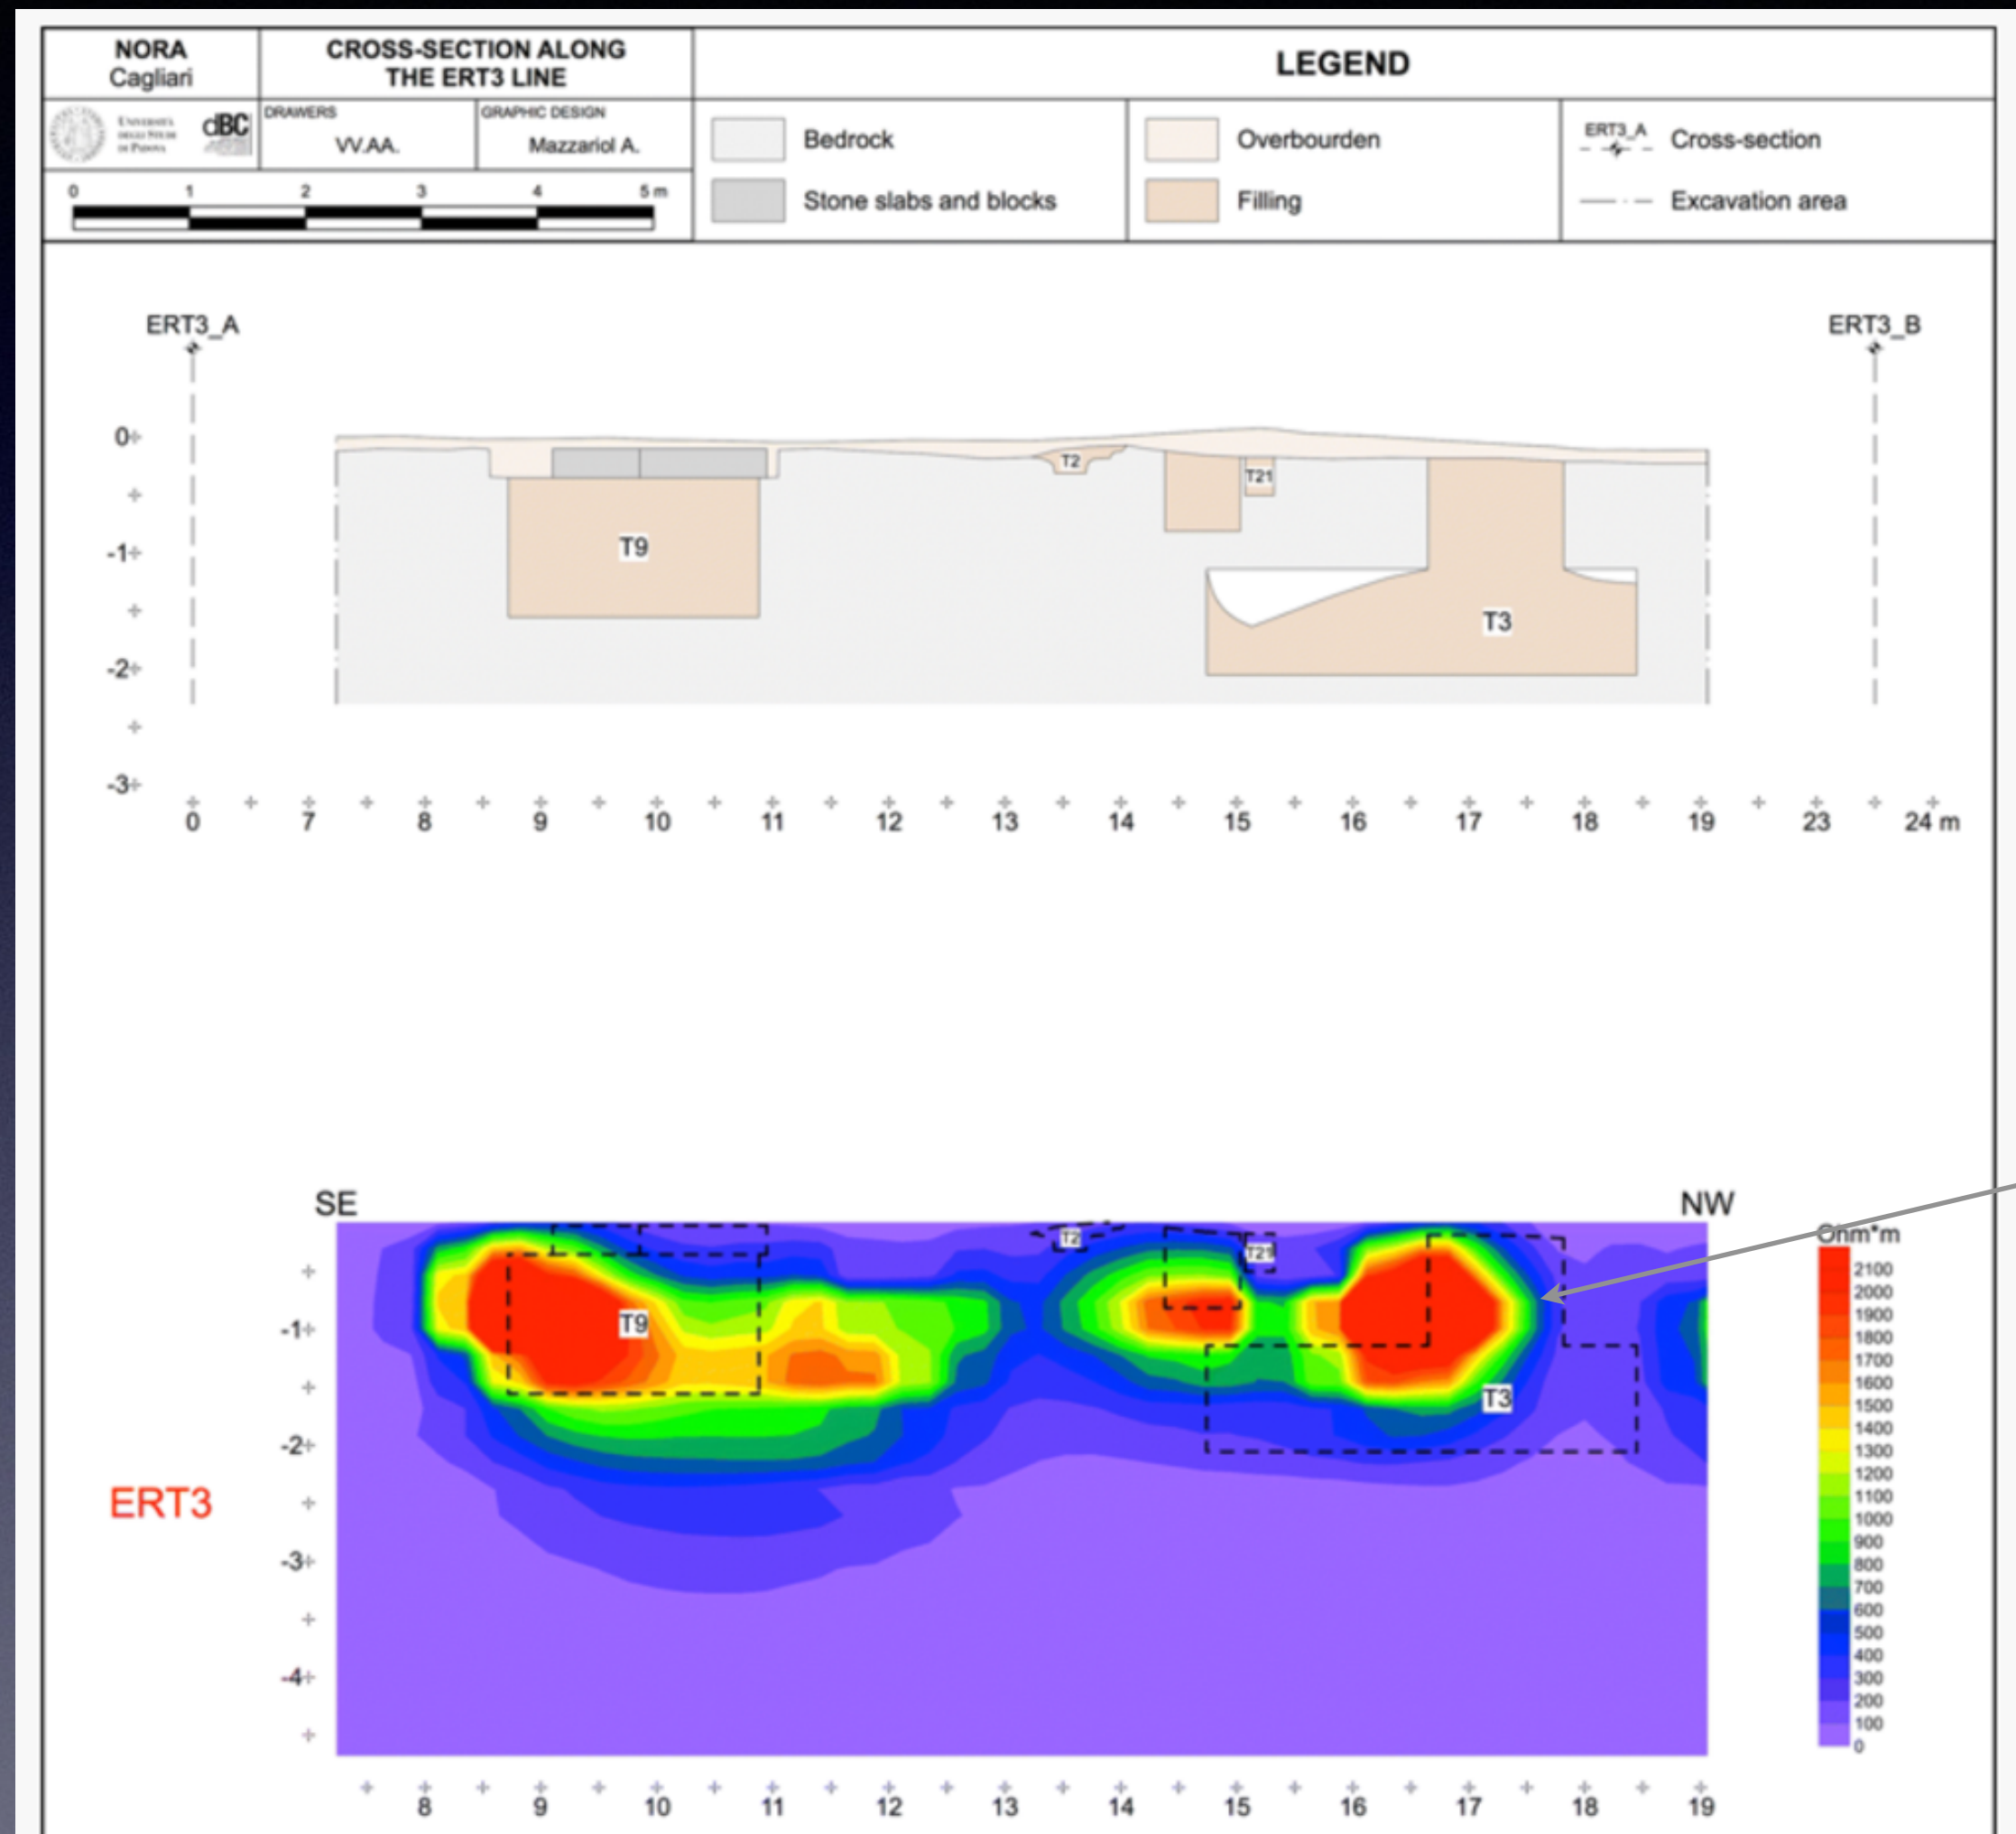 NORA
Cagliari
CROSS-SECTION ALONG
THE ERT3 LINE
LEGEND
UNIVERSITÀ
DEGLI STUDI
DI PADOVA
dBC
DRAWERS
VV.AA.
GRAPHIC DESIGN
Mazzariol A.
0 1 2 3 4 5 m
Bedrock
Stone slabs and blocks
Overbourden
Filling
ERT3_A
Cross-section
Excavation area
ERT3_A
ERT3_B
0
-1
-2
-3
T9
T2
T21
T3
0 7 8 9 10 11 12 13 14 15 16 17 18 19 23 24 m
SE
NW
Ohm*m
2100
2000
1900
1800
1700
1600
1500
1400
1300
1200
1100
1000
900
800
700
600
500
400
300
200
100
0
T9
T2
T21
T3
-1
-2
-3
-4
ERT3
8 9 10 11 12 13 14 15 16 17 18 19